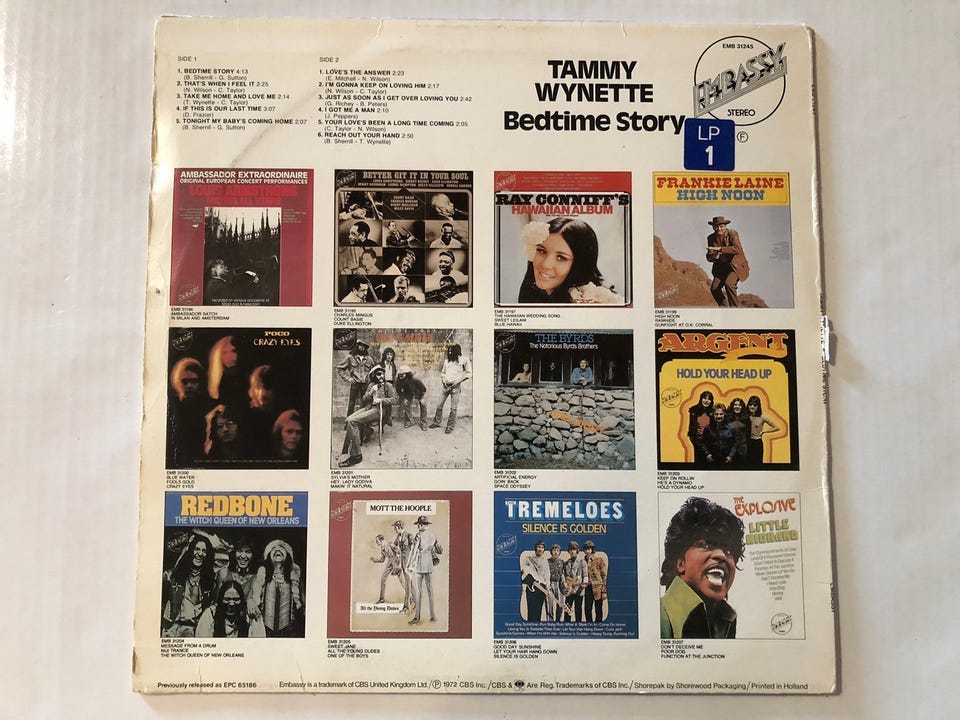 SIDE 1
1. BEDTIME STORY 4:13
(B. Sherrill - G. Sutton)
2. THAT'S WHEN I FEEL IT 2:25
(N. Wilson - C. Taylor)
3. TAKE ME HOME AND LOVE ME 2:14
(T. Wynette - C. Taylor)
4. IF THIS IS OUR LAST TIME 3:07
(D. Frazier)
5. TONIGHT MY BABY'S COMING HOME 2:07
(B. Sherrill - G. Sutton)
SIDE 2
1. LOVE'S THE ANSWER 2:23
(E. Mitchell - N. Wilson)
2. I'M GONNA KEEP ON LOVING HIM 2:17
(N. Wilson - C. Taylor)
3. JUST AS SOON AS I GET OVER LOVING YOU 2:42
(G. Richey - B. Peters)
4. I GOT ME A MAN 2:10
(J. Peppers)
5. YOUR LOVE'S BEEN A LONG TIME COMING 2:05
(C. Taylor - N. Wilson)
6. REACH OUT YOUR HAND 2:50
(B. Sherrill - T. Wynette)
TAMMY
WYNETTE
Bedtime Story
EMB 31245
EMBASSY
STEREO
LP
1
F
AMBASSADOR EXTRAORDINAIRE
ORIGINAL EUROPEAN CONCERT PERFORMANCES
LOUIS ARMSTRONG
EMB 31194
AMBASSADOR SATCH
IN MILAN AND AMSTERDAM
BETTER GIT IT IN YOUR SOUL
EMB 31195
CHARLES MINGUS
COUNT BASIE
DUKE ELLINGTON
RAY CONNIFF'S
HAWAIIAN ALBUM
EMB 31197
THE HAWAIIAN WEDDING SONG
SWEET LEILANI
BLUE HAWAII
FRANKIE LAINE
HIGH NOON
EMB 31199
HIGH NOON
RAWHIDE
GUNFIGHT AT O.K. CORRAL
POCO
CRAZY EYES
EMB 31200
BLUE WATER
FOOLS GOLD
CRAZY EYES
EMB 31201
SYLVIA'S MOTHER
HEY, LADY GODIVA
MAKIN IT NATURAL
THE BYRDS
The Notorious Byrds Brothers
EMB 31202
ARTIFICIAL ENERGY
GOIN' BACK
SPACE ODYSSEY
ARGENT
HOLD YOUR HEAD UP
EMB 31203
KEEP ON ROLLIN'
HE'S A DYNAMO
HOLD YOUR HEAD UP
REDBONE
THE WITCH QUEEN OF NEW ORLEANS
EMB 31204
MESSAGE FROM A DRUM
NIJI TRANCE
THE WITCH QUEEN OF NEW ORLEANS
MOTT THE HOOPLE
All the Young Dudes
EMB 31205
SWEET JANE
ALL THE YOUNG DUDES
ONE OF THE BOYS
THE TREMELOES
SILENCE IS GOLDEN
EMB 31206
GOOD DAY SUNSHINE
LET YOUR HAIR HANG DOWN
SILENCE IS GOLDEN
THE EXPLOSIVE
LITTLE
RICHARD
EMB 31207
DON'T DECEIVE ME
POOR DOG
FUNCTION AT THE JUNCTION
Previously released as EPC 65186
Embassy is a trademark of CBS United Kingdom Ltd./Ⓟ 1972 CBS Inc./CBS & Are Reg. Trademarks of CBS Inc./Shorepak by Shorewood Packaging/Printed in Holland